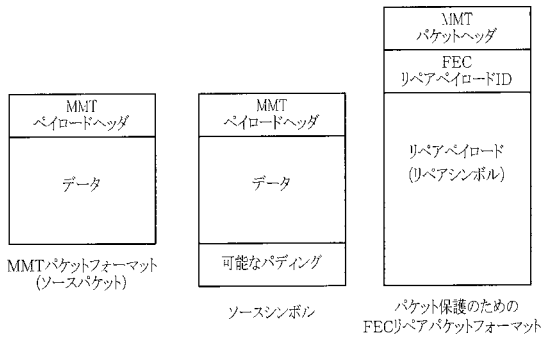 MMT
ペイロードヘッダ
データ
MMTパケットフォーマット
(ソースパケット)
MMT
ペイロードヘッダ
データ
可能なパディング
ソースシンボル
MMT
パケットヘッダ
FEC
リペアペイロードID
リペアペイロード
(リペアシンボル)
パケット保護のための
FECリペアパケットフォーマット